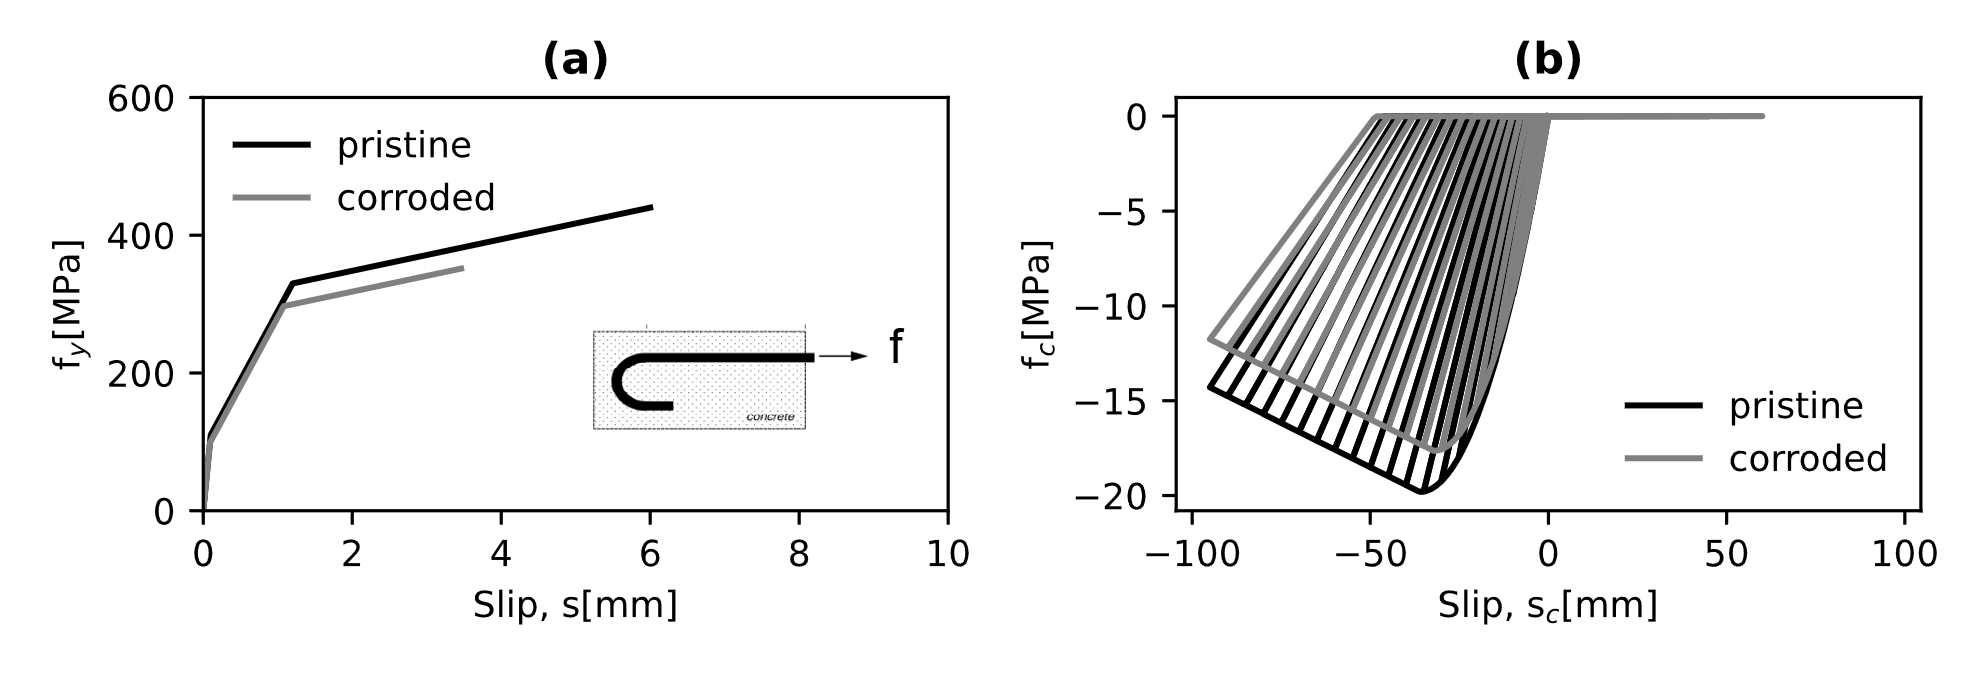 (a)
600
400
200
0
0 2 4 6 8 10
f_y[MPa]
Slip, s[mm]
pristine
corroded
f
concrete
(b)
0
−5
−10
−15
−20
−100 −50 0 50 100
f_c[MPa]
Slip, s_c[mm]
pristine
corroded